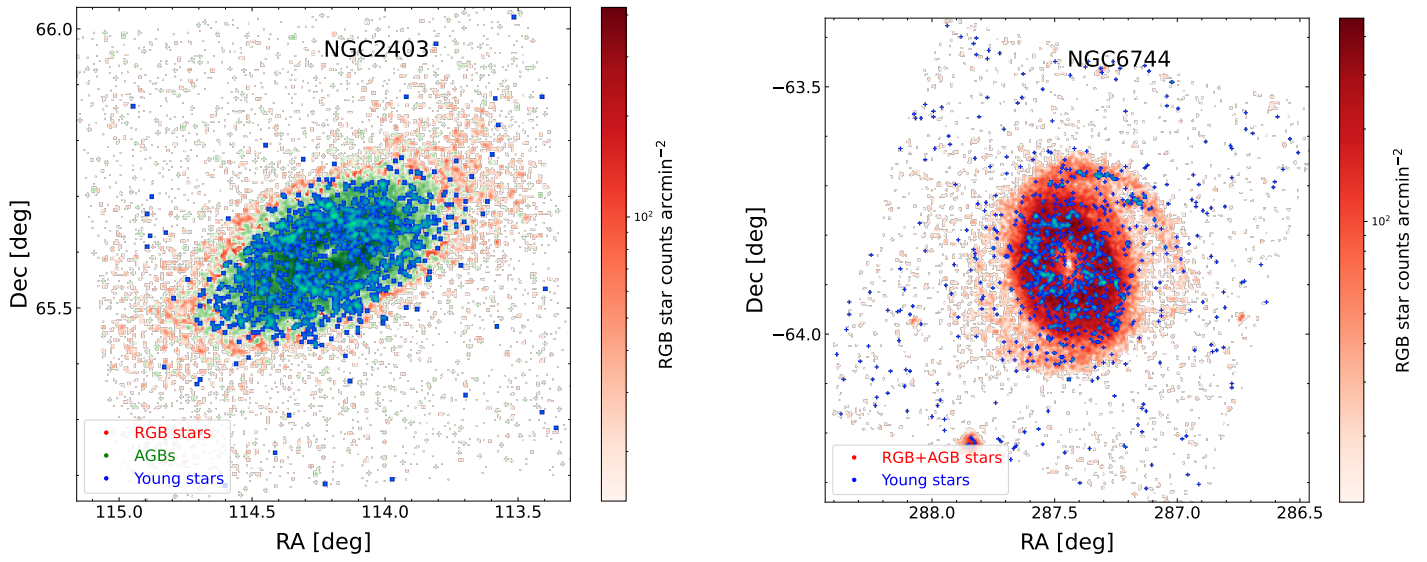 NGC2403
66.0
65.5
Dec [deg]
RGB stars
AGBs
Young stars
115.0 114.5 114.0 113.5
RA [deg]
10²
RGB star counts arcmin⁻²
NGC6744
−63.5
−64.0
Dec [deg]
RGB+AGB stars
Young stars
288.0 287.5 287.0 286.5
RA [deg]
10²
RGB star counts arcmin⁻²